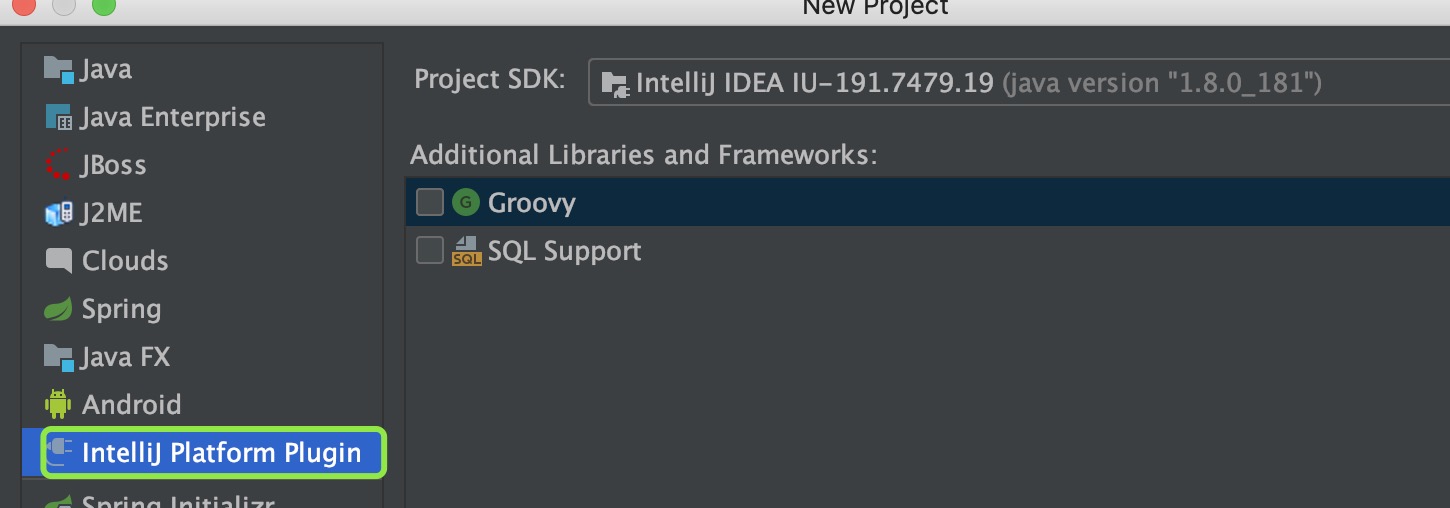 New Project
Java
Java Enterprise
JBoss
J2ME
Clouds
Spring
Java FX
Android
IntelliJ Platform Plugin
Spring Initializr
Project SDK: IntelliJ IDEA IU-191.7479.19 (java version "1.8.0_181")
Additional Libraries and Frameworks:
G Groovy
SQL SQL Support